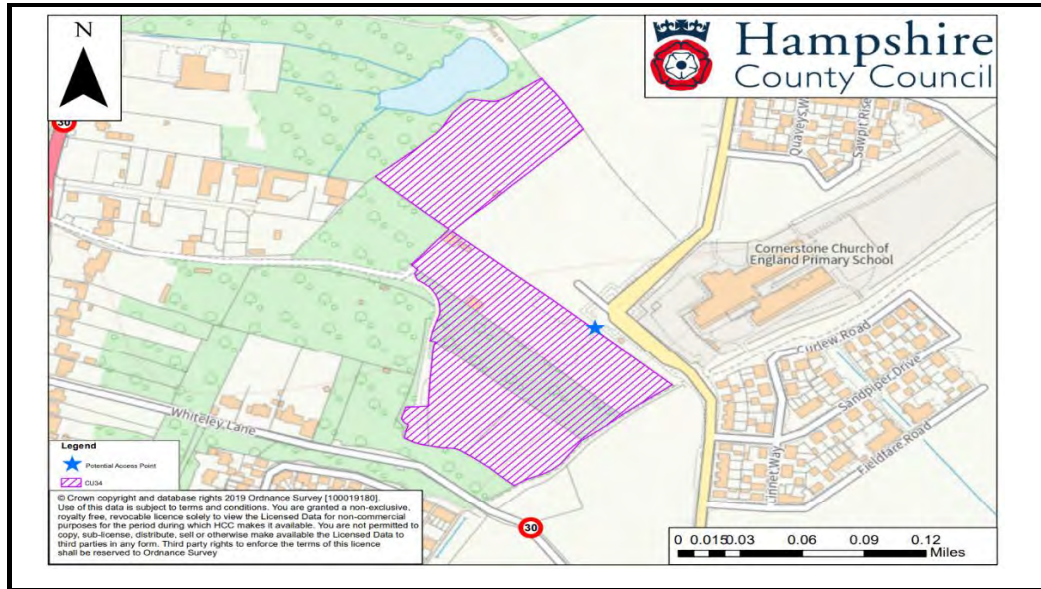 N
Hampshire
County Council
30
Quaveys W
Sawpit Rise
Cornerstone Church of
England Primary School
Curlew Road
Sandpiper Drive
Fieldfare Road
Linnet Way
Whiteley Lane
30
Legend
Potential Access Point
CU34
© Crown copyright and database rights 2019 Ordnance Survey [100019180].
Use of this data is subject to terms and conditions. You are granted a non-exclusive,
royalty free, revocable licence solely to view the Licensed Data for non-commercial
purposes for the period during which HCC makes it available. You are not permitted to
copy, sub-license, distribute, sell or otherwise make available the Licensed Data to
third parties in any form. Third party rights to enforce the terms of this licence
shall be reserved to Ordnance Survey
0 0.015 0.03 0.06 0.09 0.12
Miles